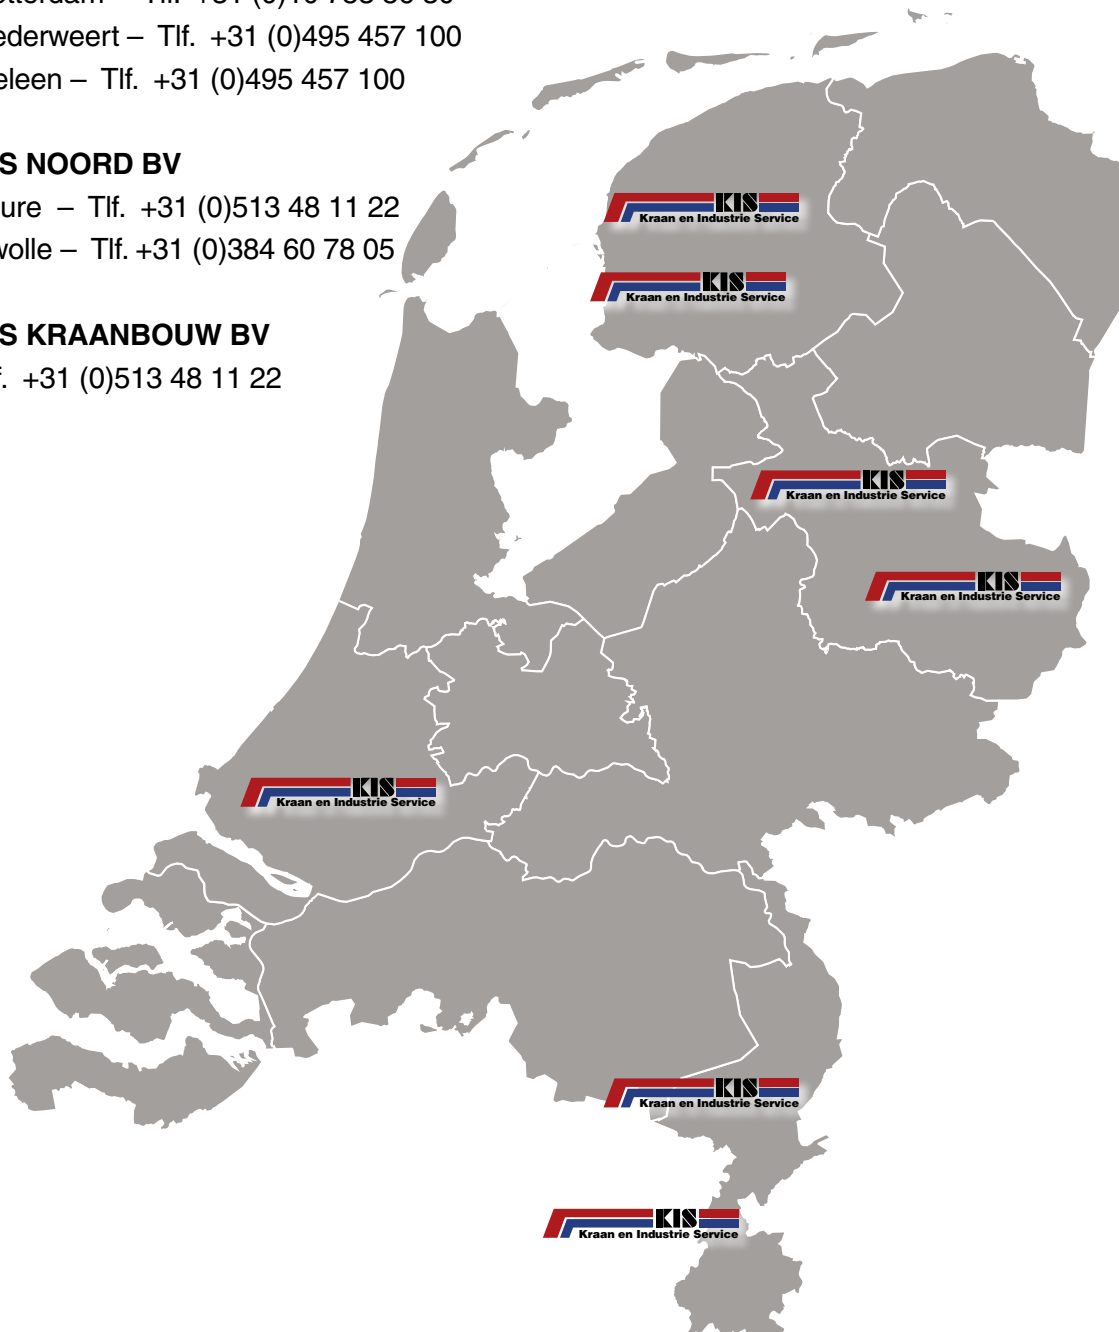 ederweert – Tlf. +31 (0)495 457 100
eleen – Tlf. +31 (0)495 457 100
S NOORD BV
ure – Tlf. +31 (0)513 48 11 22
wolle – Tlf. +31 (0)384 60 78 05
S KRAANBOUW BV
f. +31 (0)513 48 11 22
KIS
Kraan en Industrie Service
KIS
Kraan en Industrie Service
KIS
Kraan en Industrie Service
KIS
Kraan en Industrie Service
KIS
Kraan en Industrie Service
KIS
Kraan en Industrie Service
KIS
Kraan en Industrie Service